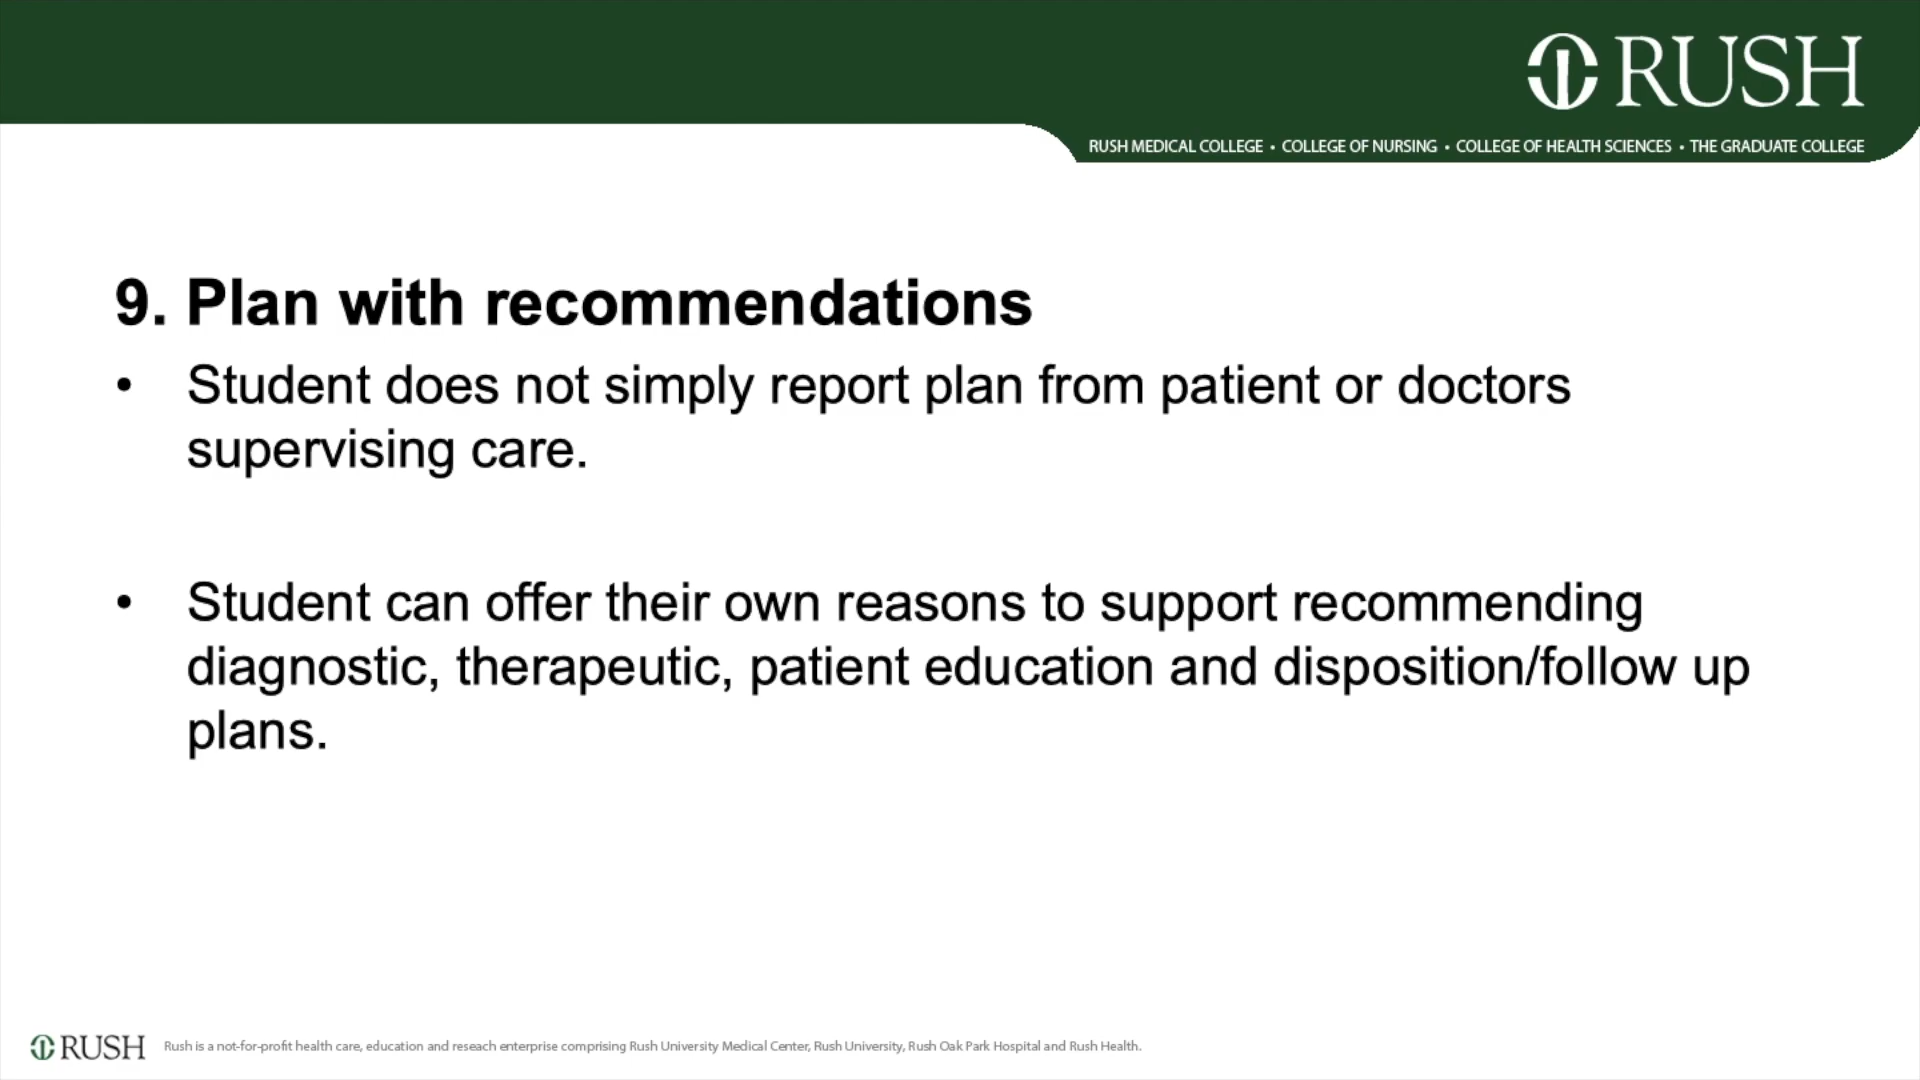 RUSH
RUSH MEDICAL COLLEGE • COLLEGE OF NURSING • COLLEGE OF HEALTH SCIENCES • THE GRADUATE COLLEGE
9. Plan with recommendations
• Student does not simply report plan from patient or doctors
supervising care.
• Student can offer their own reasons to support recommending
diagnostic, therapeutic, patient education and disposition/follow up
plans.
RUSH Rush is a not-for-profit health care, education and reseach enterprise comprising Rush University Medical Center, Rush University, Rush Oak Park Hospital and Rush Health.